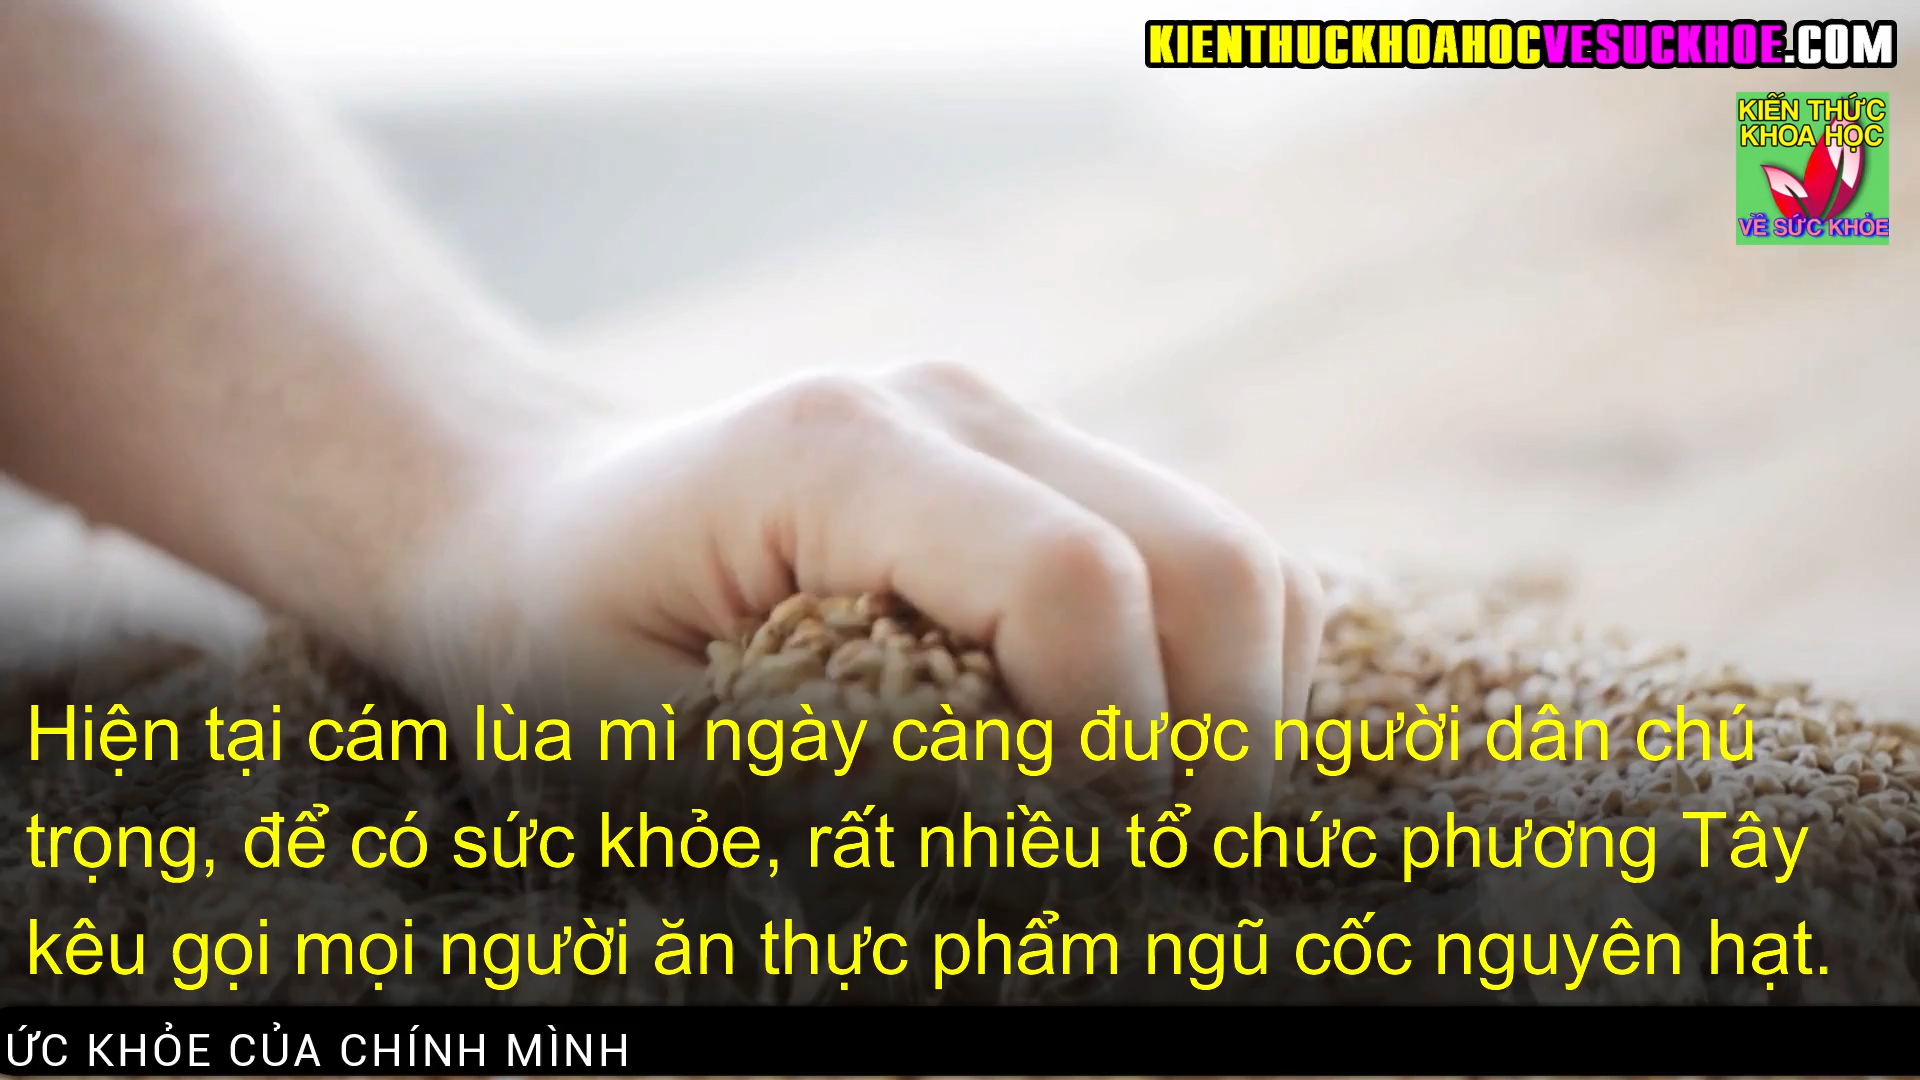 KIENTHUCKHOAHOCVESUCKHOE.COM
KIẾN THỨC
KHOA HỌC
VỀ SỨC KHỎE
Hiện tại cám lùa mì ngày càng được người dân chú
trọng, để có sức khỏe, rất nhiều tổ chức phương Tây
kêu gọi mọi người ăn thực phẩm ngũ cốc nguyên hạt.
ỨC KHỎE CỦA CHÍNH MÌNH